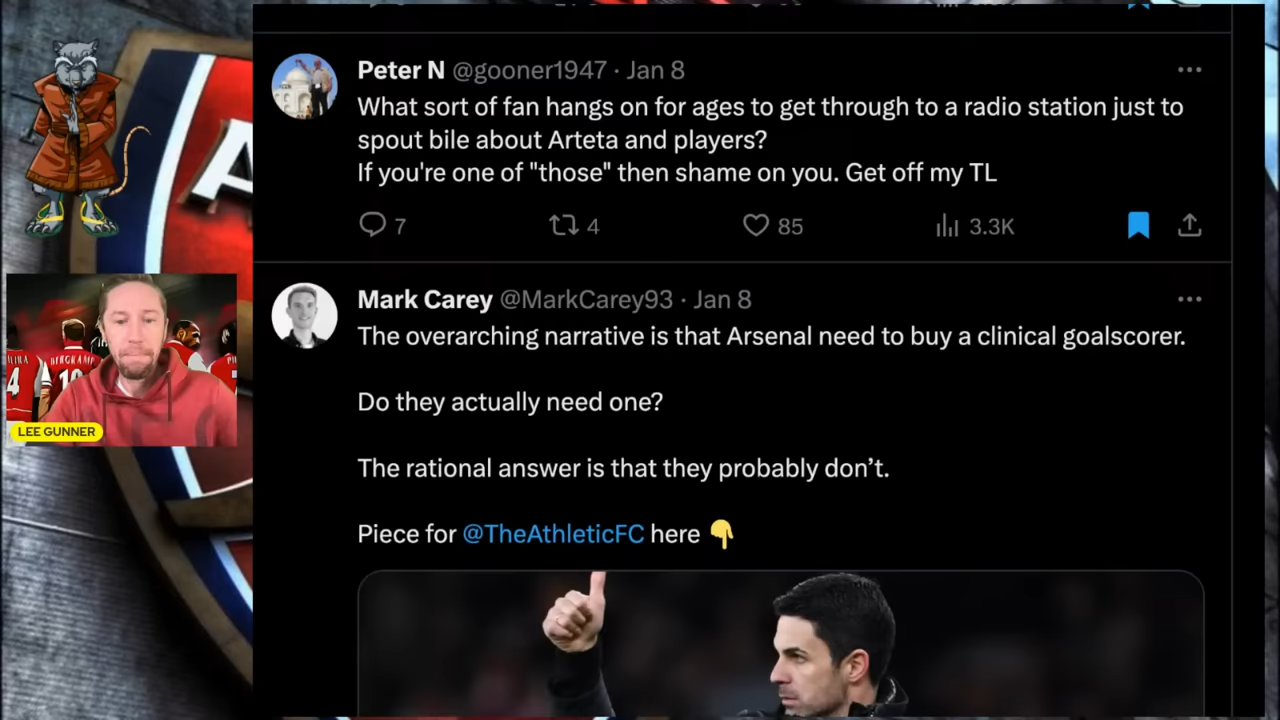 Peter N @gooner1947 · Jan 8
What sort of fan hangs on for ages to get through to a radio station just to
spout bile about Arteta and players?
If you're one of "those" then shame on you. Get off my TL
7 4 85 3.3K
Mark Carey @MarkCarey93 · Jan 8
The overarching narrative is that Arsenal need to buy a clinical goalscorer.
Do they actually need one?
The rational answer is that they probably don’t.
Piece for @TheAthleticFC here 👇
BERGKAMP
4
10
LEE GUNNER